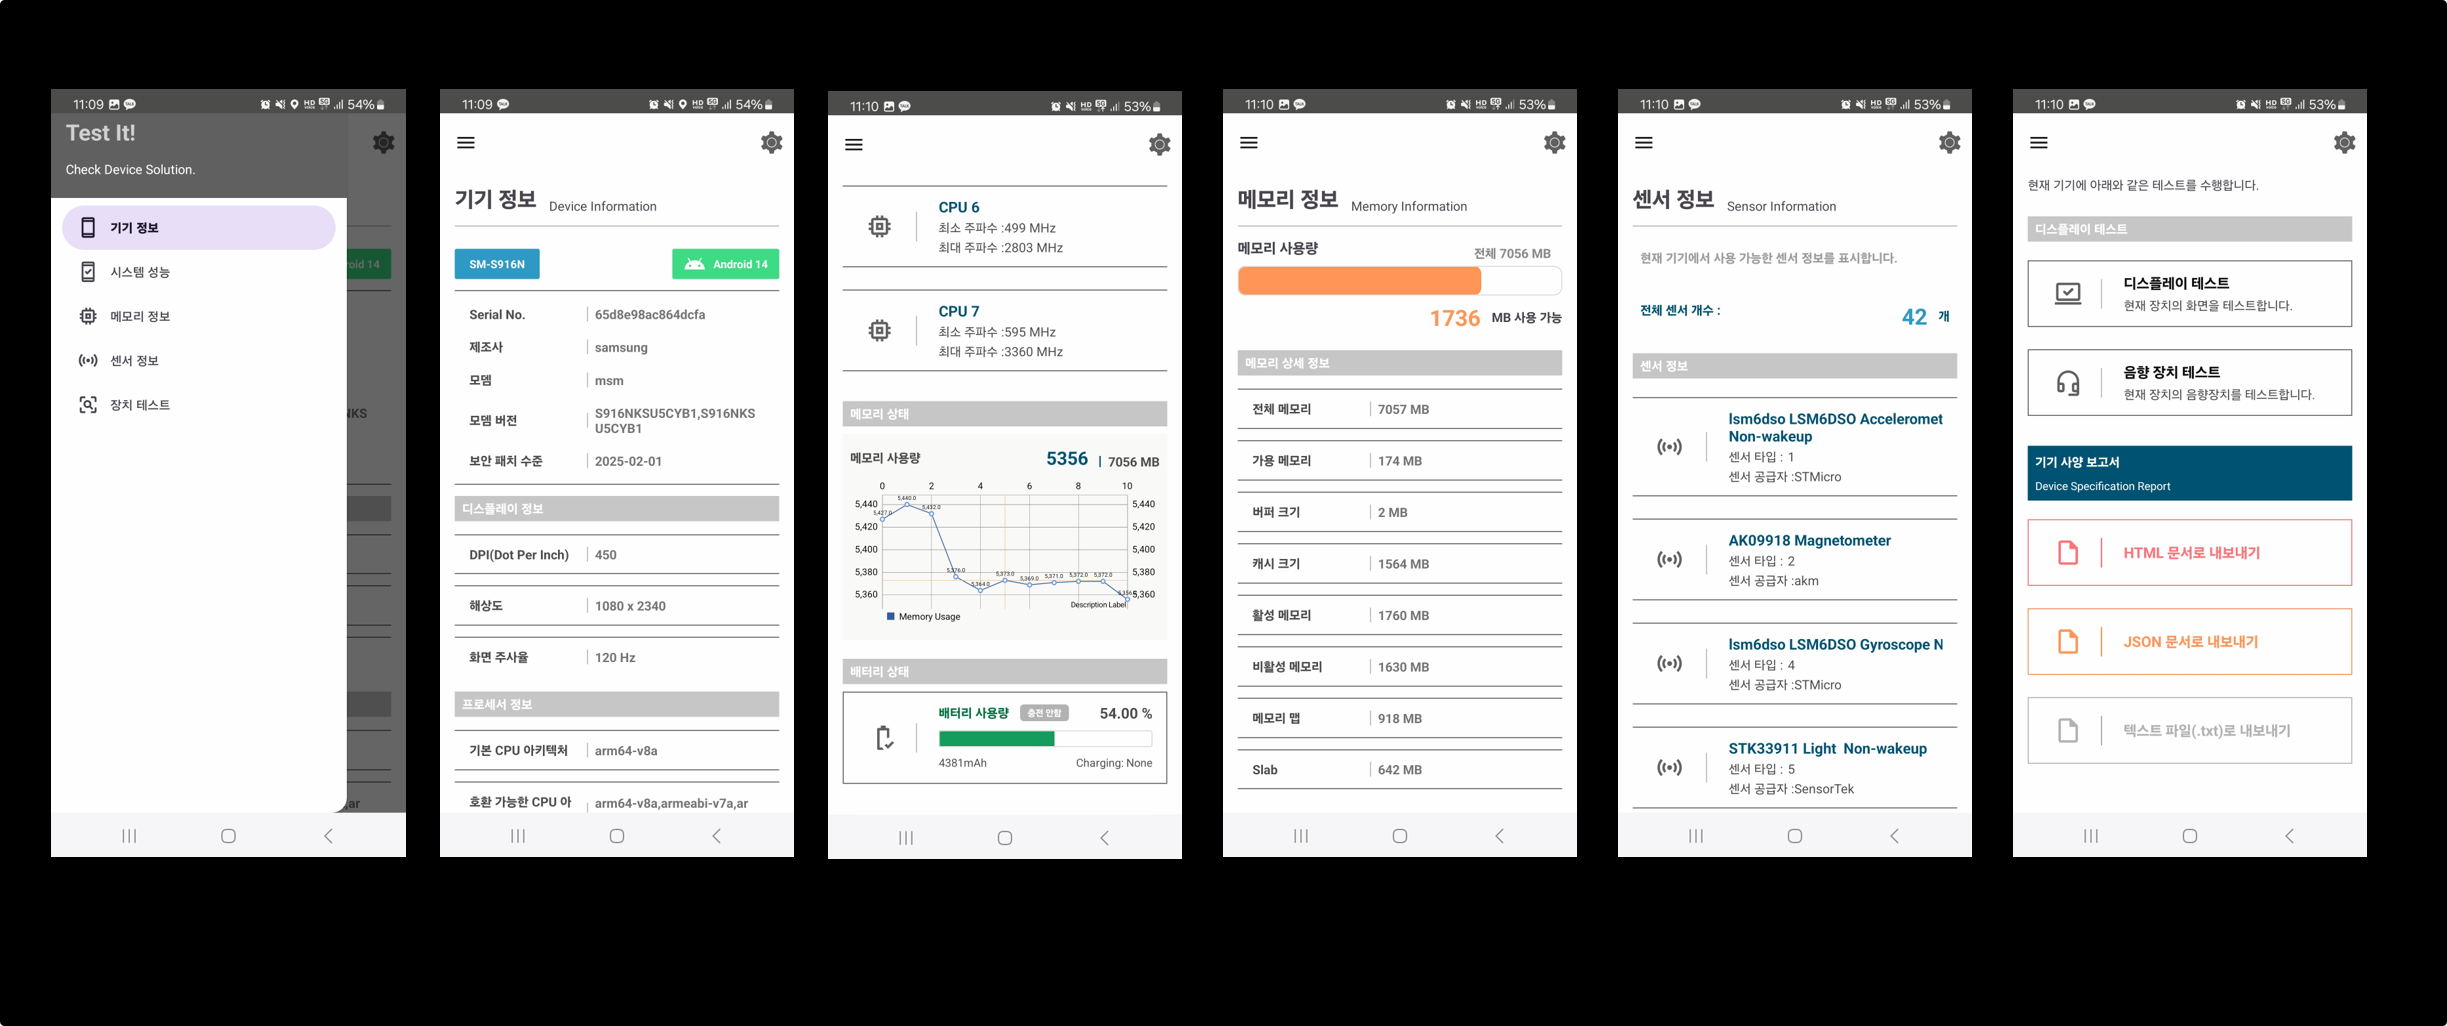 11:09
54%
Test It!
Check Device Solution.
기기 정보
시스템 성능
메모리 정보
센서 정보
장치 테스트
oid 14
NKS
,ar
11:09
54%
기기 정보 Device Information
SM-S916N
Android 14
Serial No. 65d8e98ac864dcfa
제조사 samsung
모뎀 msm
모뎀 버전 S916NKSU5CYB1,S916NKS
U5CYB1
보안 패치 수준 2025-02-01
디스플레이 정보
DPI(Dot Per Inch) 450
해상도 1080 x 2340
화면 주사율 120 Hz
프로세서 정보
기본 CPU 아키텍처 arm64-v8a
호환 가능한 CPU 아 arm64-v8a,armeabi-v7a,ar
11:10
53%
CPU 6
최소 주파수 :499 MHz
최대 주파수 :2803 MHz
CPU 7
최소 주파수 :595 MHz
최대 주파수 :3360 MHz
메모리 상태
메모리 사용량 5356 | 7056 MB
0 2 4 6 8 10
5,440 5,440.0 5,440
5,427.0 5,432.0
5,420 5,420
5,400 5,400
5,380 5,376.0 5,364.0 5,373.0 5,369.0 5,371.0 5,372.0 5,372.0 5,380
5,360 5,360
Description Label
Memory Usage
배터리 상태
배터리 사용량 충전 안함 54.00 %
4381mAh Charging: None
11:10
53%
메모리 정보 Memory Information
메모리 사용량 전체 7056 MB
1736 MB 사용 가능
메모리 상세 정보
전체 메모리 7057 MB
가용 메모리 174 MB
버퍼 크기 2 MB
캐시 크기 1564 MB
활성 메모리 1760 MB
비활성 메모리 1630 MB
메모리 맵 918 MB
Slab 642 MB
11:10
53%
센서 정보 Sensor Information
현재 기기에서 사용 가능한 센서 정보를 표시합니다.
전체 센서 개수 : 42 개
센서 정보
lsm6dso LSM6DSO Acceleromet
Non-wakeup
센서 타입 : 1
센서 공급자 :STMicro
AK09918 Magnetometer
센서 타입 : 2
센서 공급자 :akm
lsm6dso LSM6DSO Gyroscope N
센서 타입 : 4
센서 공급자 :STMicro
STK33911 Light Non-wakeup
센서 타입 : 5
센서 공급자 :SensorTek
11:10
53%
현재 기기에 아래와 같은 테스트를 수행합니다.
디스플레이 테스트
디스플레이 테스트
현재 장치의 화면을 테스트합니다.
음향 장치 테스트
현재 장치의 음향장치를 테스트합니다.
기기 사양 보고서
Device Specification Report
HTML 문서로 내보내기
JSON 문서로 내보내기
텍스트 파일(.txt)로 내보내기